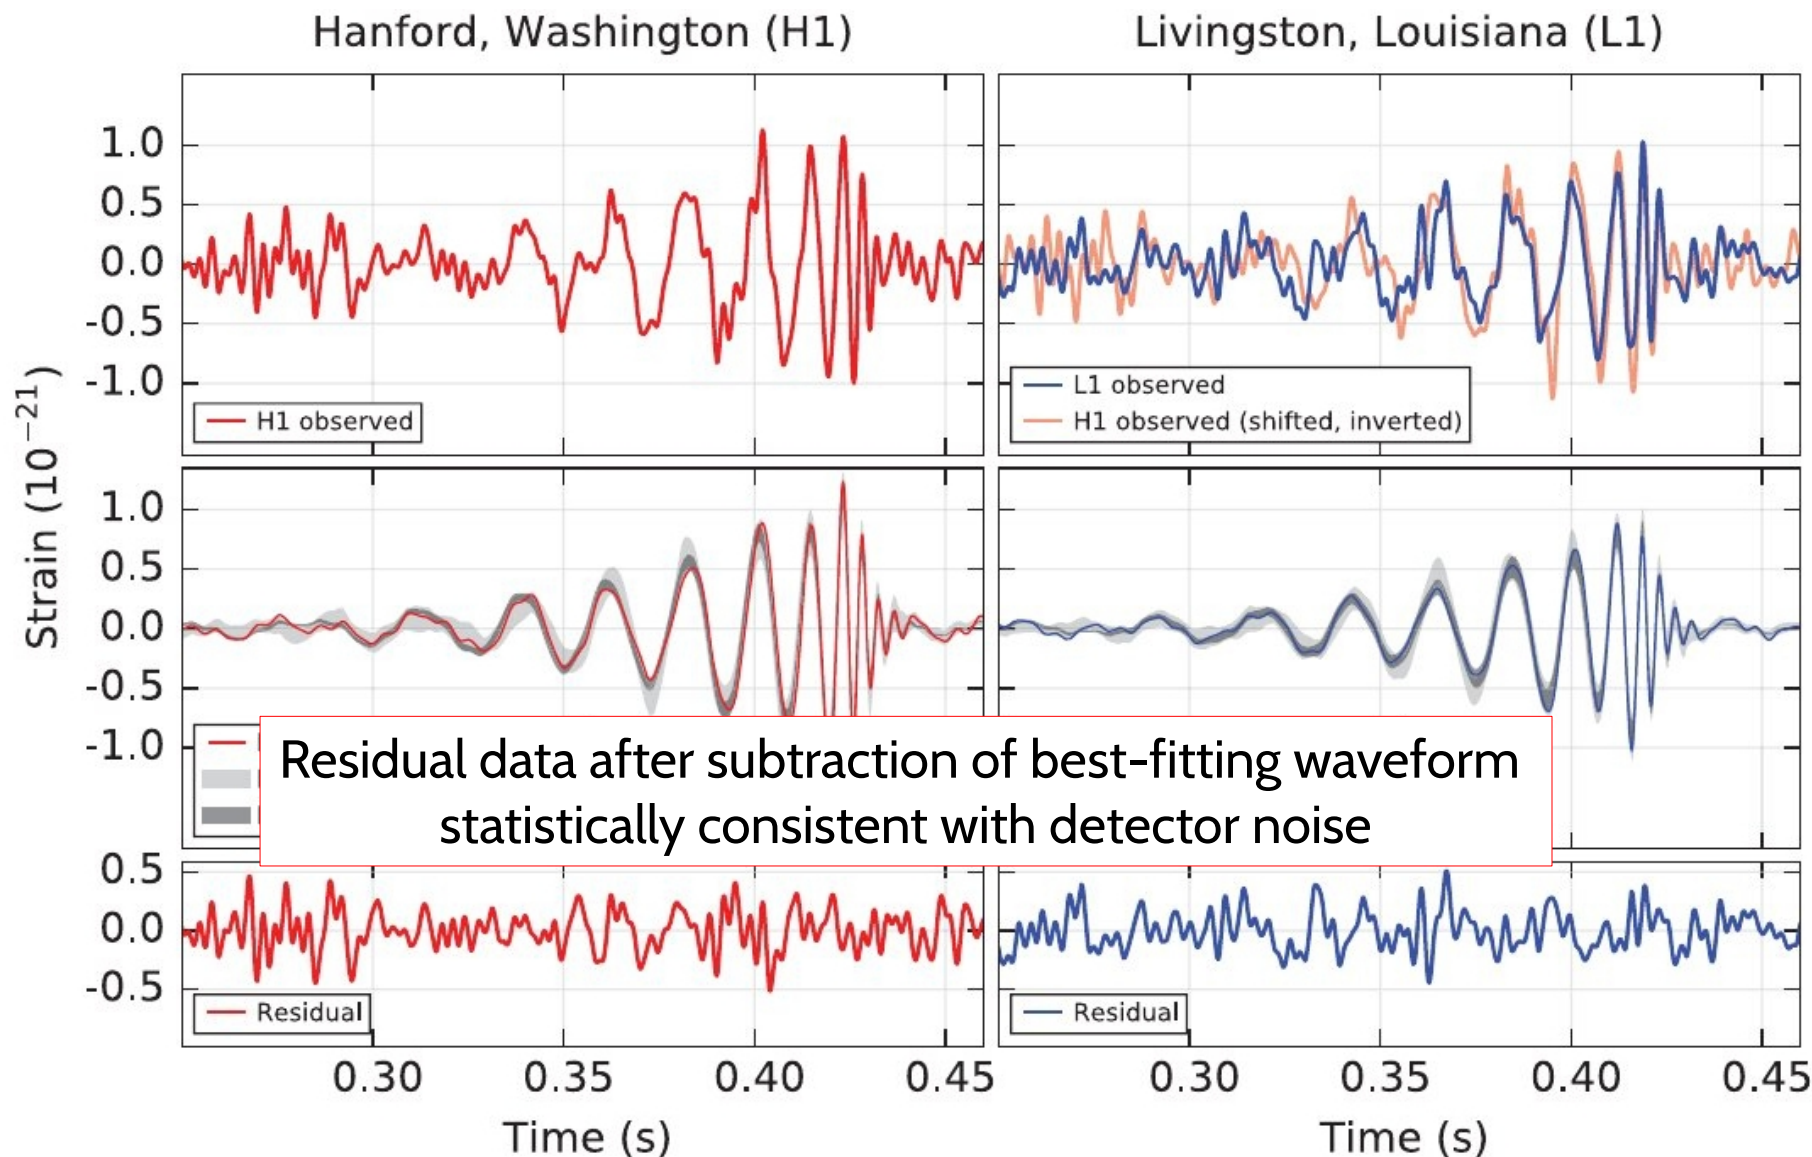 Hanford, Washington (H1)
Livingston, Louisiana (L1)
Strain (10⁻²¹)
1.0
0.5
0.0
-0.5
-1.0
H1 observed
L1 observed
H1 observed (shifted, inverted)
1.0
0.5
0.0
-0.5
-1.0
Residual data after subtraction of best-fitting waveform
statistically consistent with detector noise
0.5
0.0
-0.5
Residual
Residual
0.30 0.35 0.40 0.45
0.30 0.35 0.40 0.45
Time (s)
Time (s)